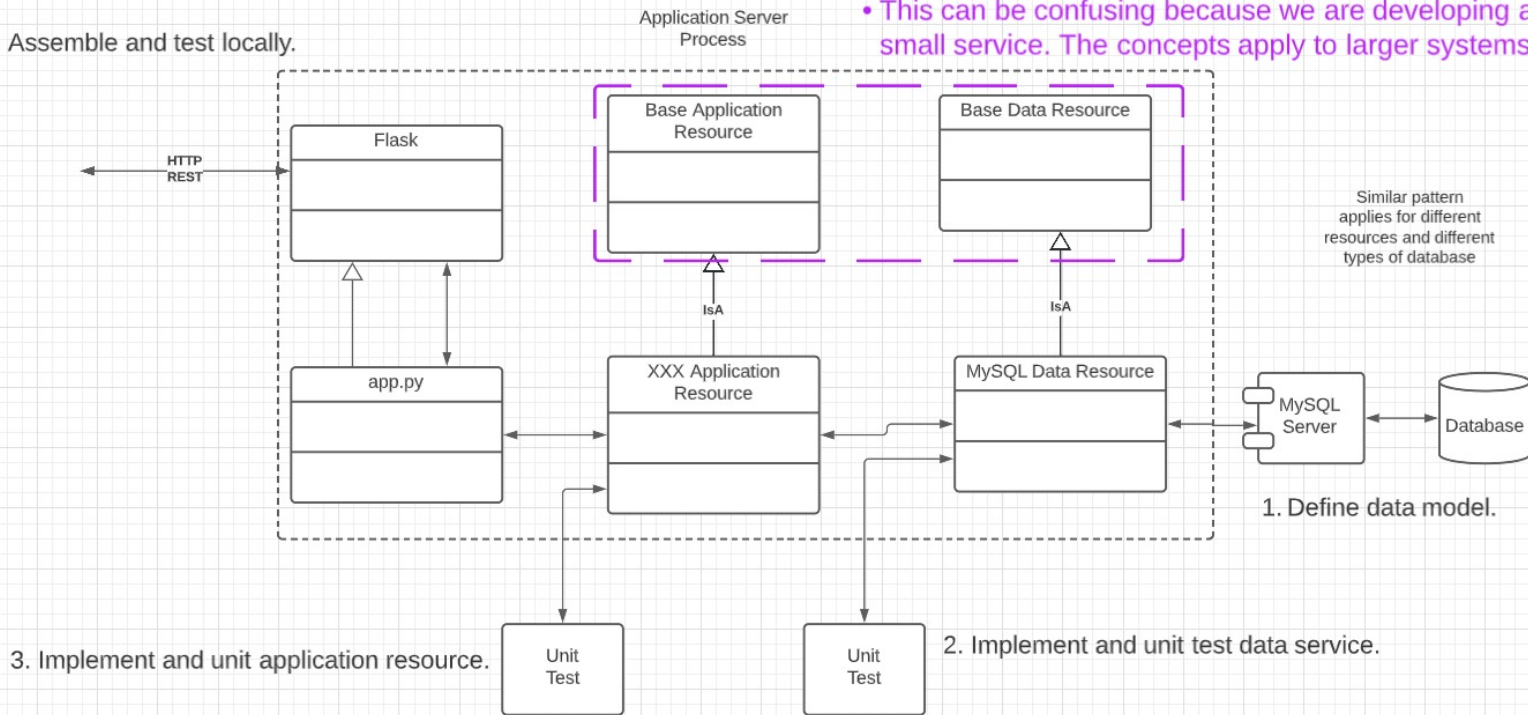 Application Server
Process
• This can be confusing because we are developing a
small service. The concepts apply to larger systems
Assemble and test locally.
Base Application
Resource
Base Data Resource
Flask
HTTP
REST
Similar pattern
applies for different
resources and different
types of database
IsA
IsA
app.py
XXX Application
Resource
MySQL Data Resource
MySQL
Server
Database
1. Define data model.
3. Implement and unit application resource.
Unit
Test
Unit
Test
2. Implement and unit test data service.